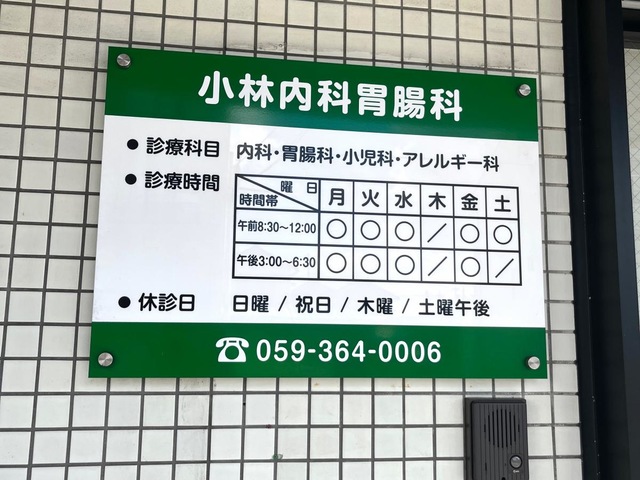 小林内科胃腸科
● 診療科目 内科・胃腸科・小児科・アレルギー科
● 診療時間
曜日 時間帯 月 火 水 木 金 土
午前8:30〜12:00 ○ ○ ○ ／ ○ ○
午後3:00〜6:30 ○ ○ ○ ／ ○ ／
● 休診日 日曜 / 祝日 / 木曜 / 土曜午後
☎ 059-364-0006